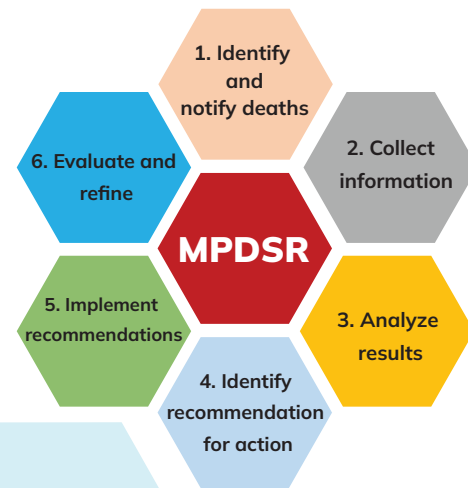 1. Identify
and
notify deaths
2. Collect
information
3. Analyze
results
4. Identify
recommendation
for action
5. Implement
recommendations
6. Evaluate and
refine
MPDSR